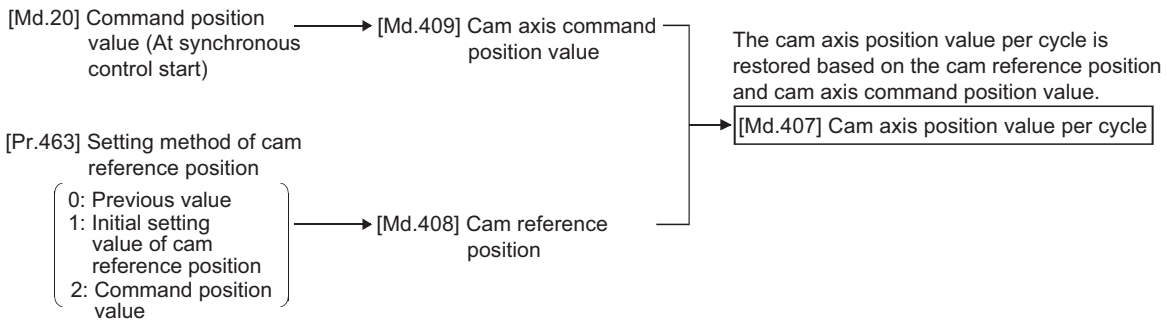 [Md.20] Command position
value (At synchronous
control start)
[Md.409] Cam axis command
position value
The cam axis position value per cycle is
restored based on the cam reference position
and cam axis command position value.
[Md.407] Cam axis position value per cycle
[Pr.463] Setting method of cam
reference position
0: Previous value
1: Initial setting
value of cam
reference position
2: Command position
value
[Md.408] Cam reference
position